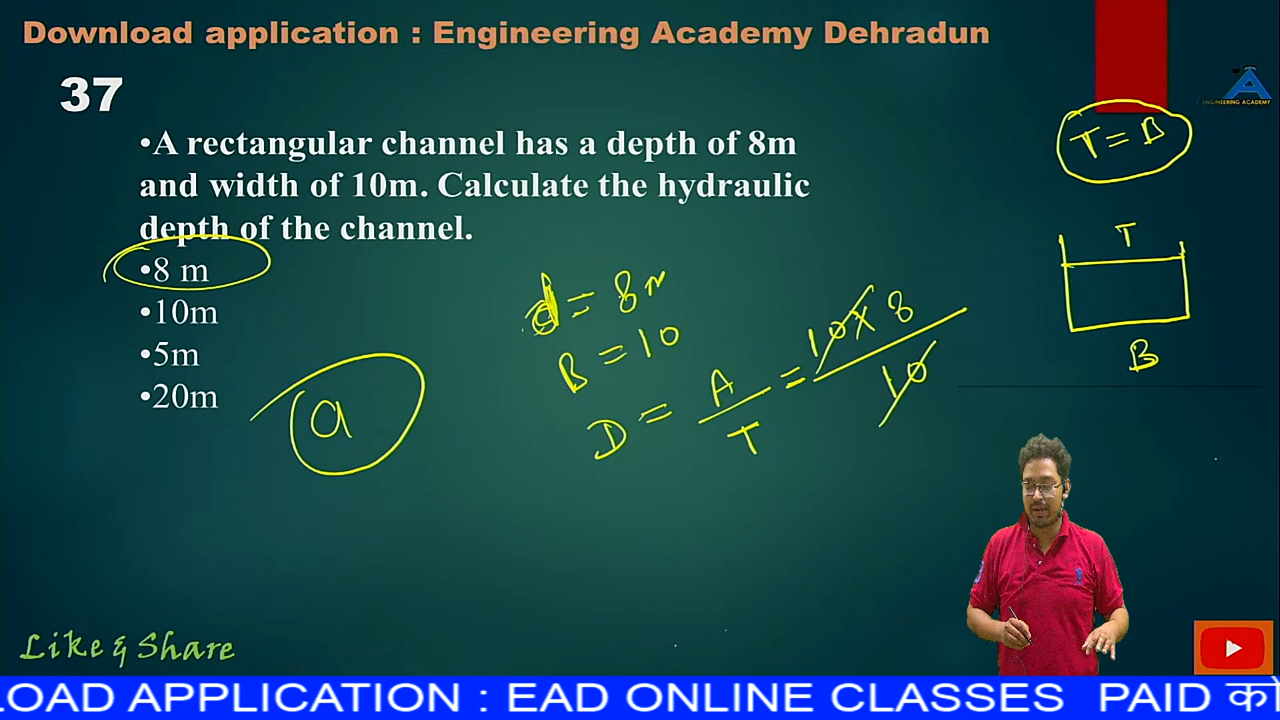 Download application : Engineering Academy Dehradun
37
•A rectangular channel has a depth of 8m
and width of 10m. Calculate the hydraulic
depth of the channel.
•8 m
•10m
•5m
•20m
a
d = 8m
B = 10
D = A/T = 10×8/10
T = B
T
B
ENGINEERING ACADEMY
Like & Share
LOAD APPLICATION : EAD ONLINE CLASSES PAID को